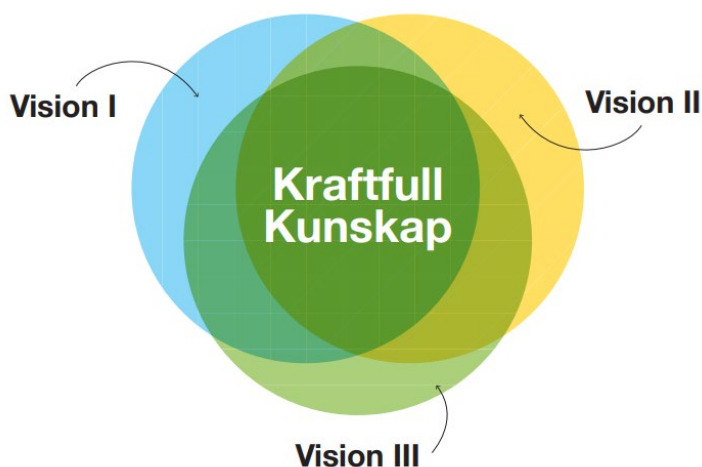 Vision I
Vision II
Kraftfull
Kunskap
Vision III